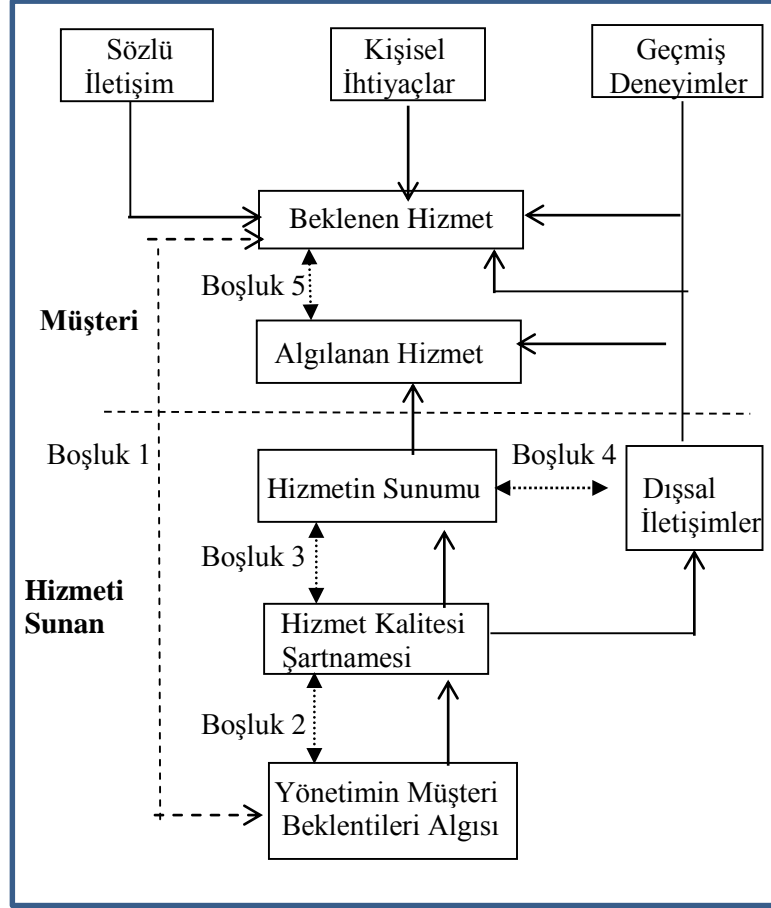 Sözlü
İletişim
Kişisel
İhtiyaçlar
Geçmiş
Deneyimler
Beklenen Hizmet
Boşluk 5
Müşteri
Algılanan Hizmet
Boşluk 1
Boşluk 4
Hizmetin Sunumu
Dışsal
İletişimler
Boşluk 3
Hizmeti
Sunan
Hizmet Kalitesi
Şartnamesi
Boşluk 2
Yönetimin Müşteri
Beklentileri Algısı